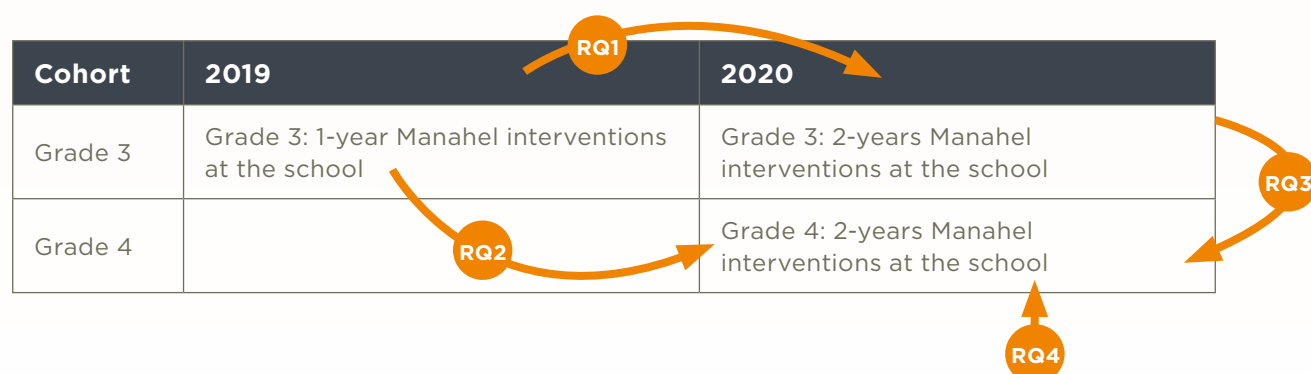 RQ1
Cohort 2019 2020
Grade 3 Grade 3: 1-year Manahel interventions at the school Grade 3: 2-years Manahel interventions at the school
RQ3
Grade 4 Grade 4: 2-years Manahel interventions at the school
RQ2
RQ4